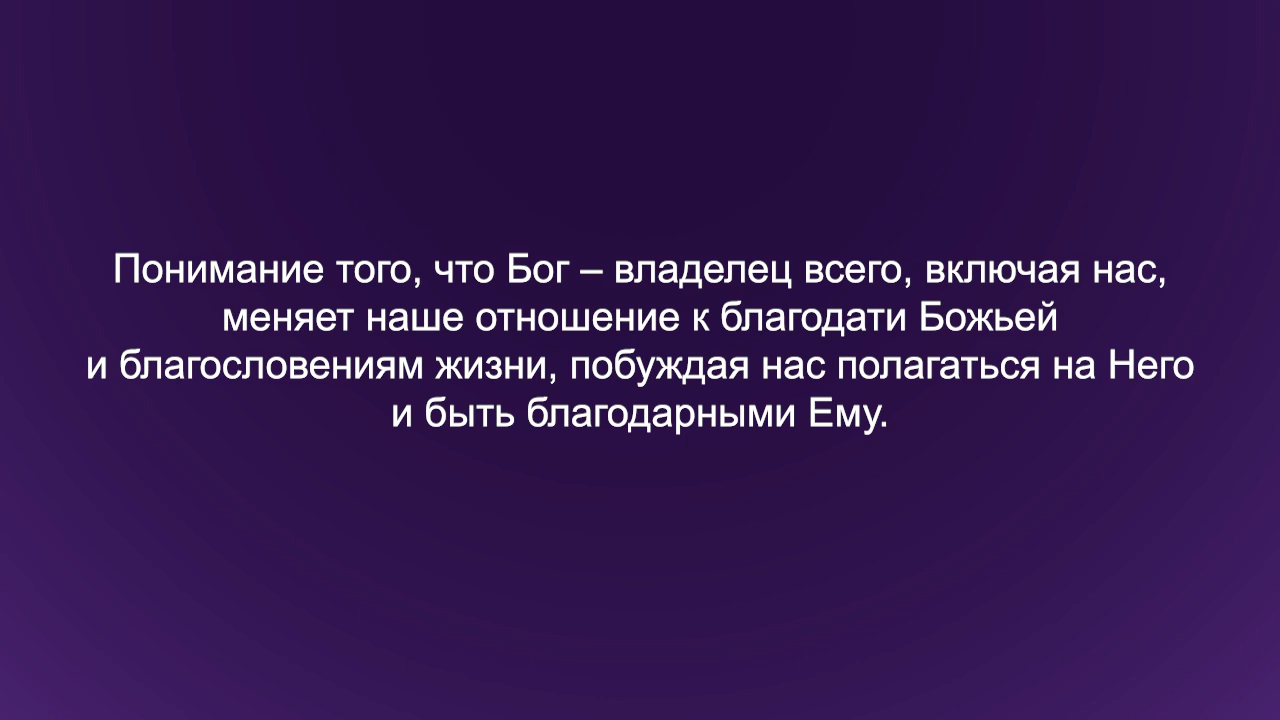 Понимание того, что Бог – владелец всего, включая нас,
меняет наше отношение к благодати Божьей
и благословениям жизни, побуждая нас полагаться на Него
и быть благодарными Ему.